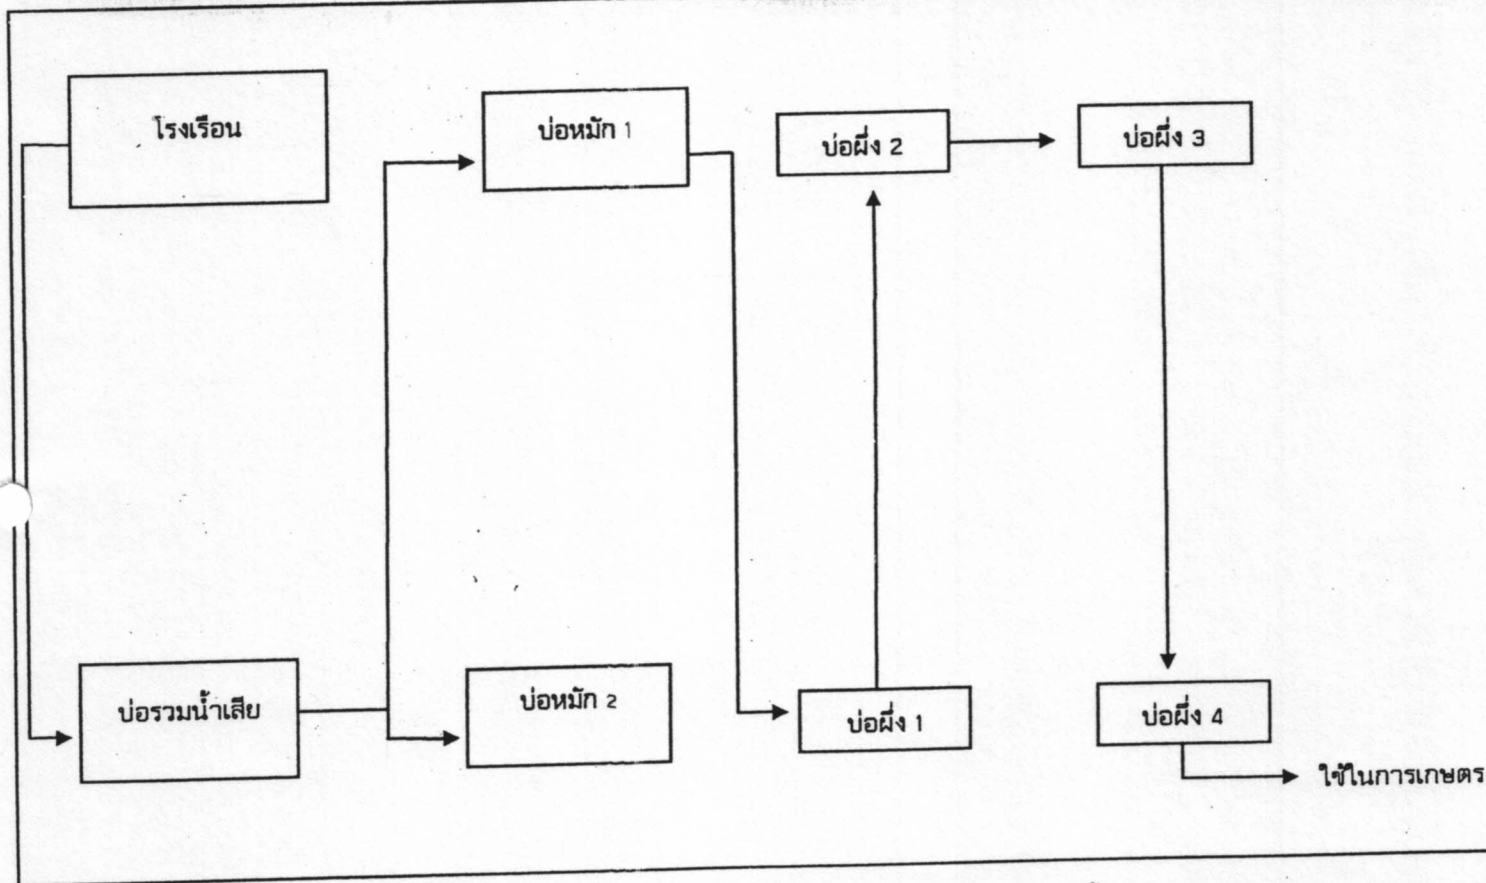 โรงเรือน
บ่อหมัก 1
บ่อผึ่ง 2
บ่อผึ่ง 3
บ่อรวมน้ำเสีย
บ่อหมัก 2
บ่อผึ่ง 1
บ่อผึ่ง 4
ใช้ในการเกษตร